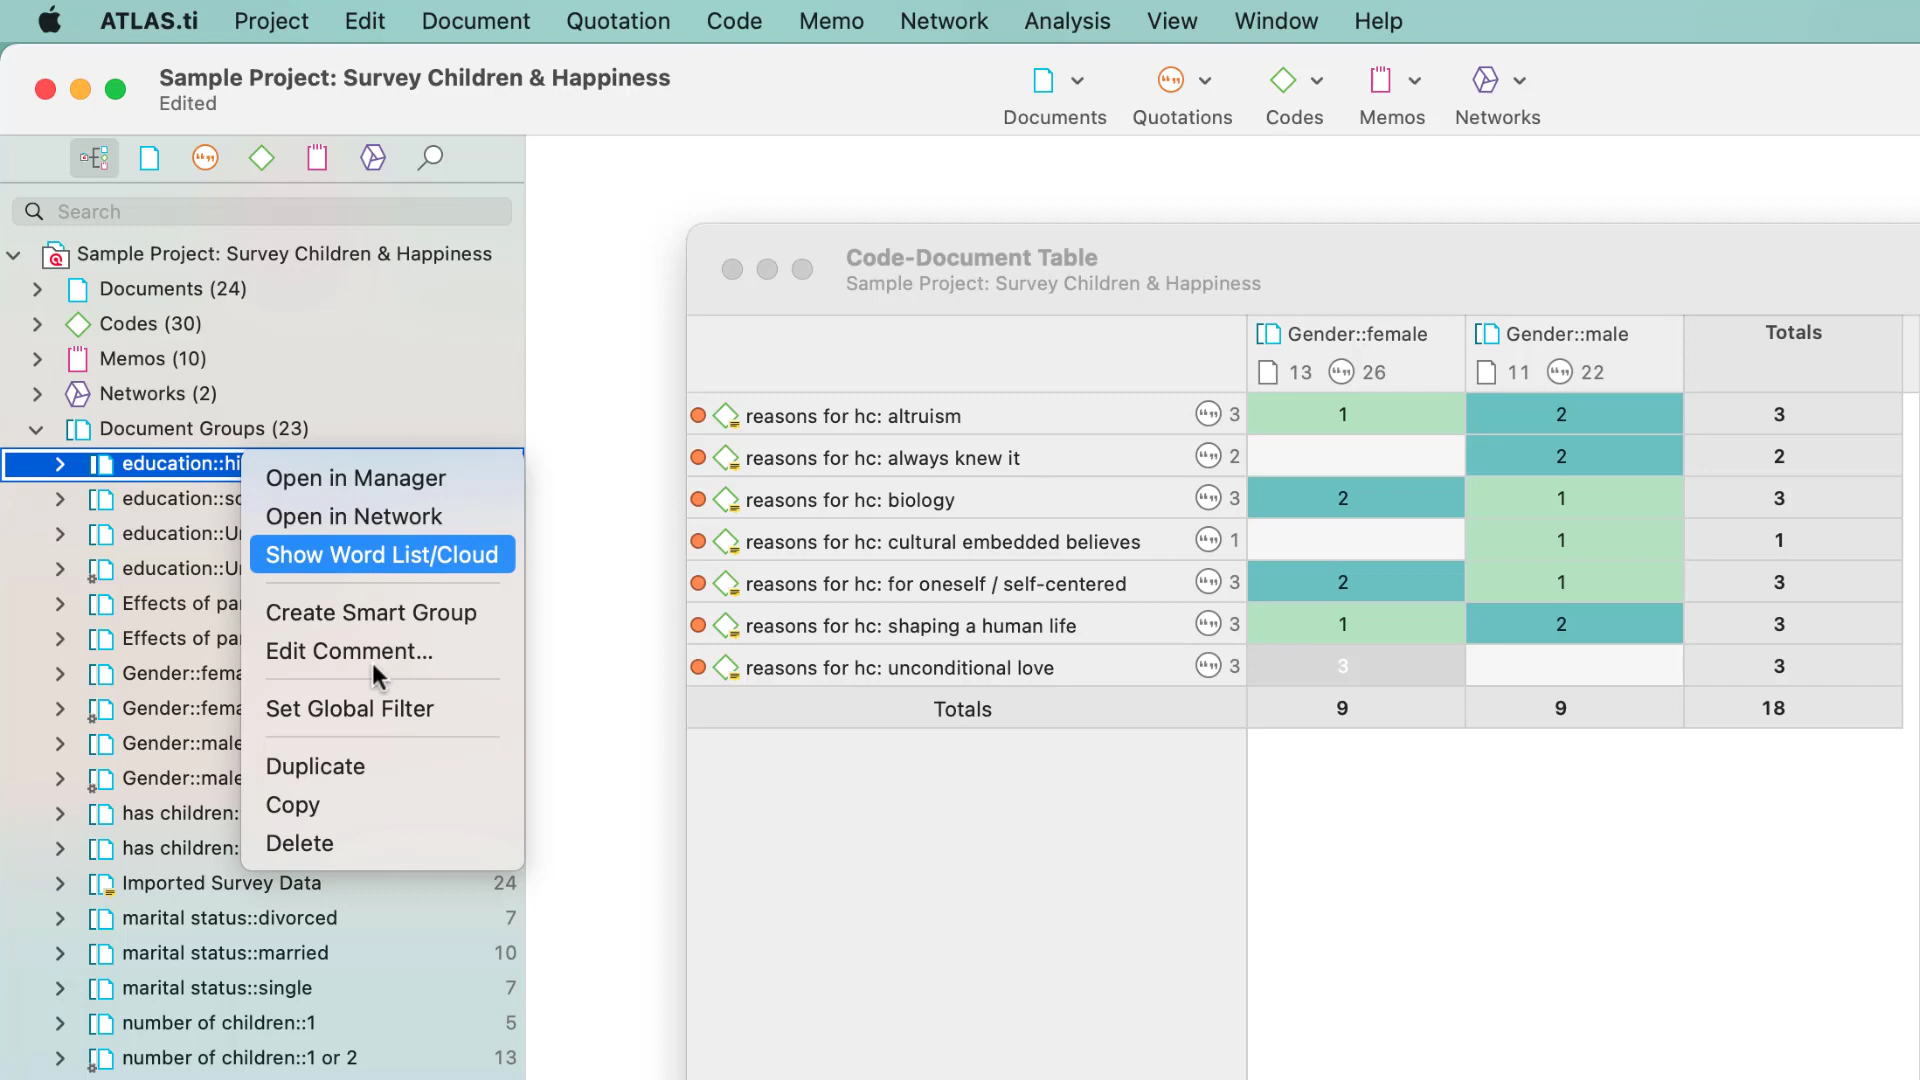 ATLAS.ti Project Edit Document Quotation Code Memo Network Analysis View Window Help
Sample Project: Survey Children & Happiness
Edited
Documents Quotations Codes Memos Networks
Search
Sample Project: Survey Children & Happiness
Documents (24)
Codes (30)
Memos (10)
Networks (2)
Document Groups (23)
education::hi
education::sc
education::U
education::U
Effects of pa
Effects of pa
Gender::fema
Gender::fema
Gender::male
Gender::male
has children:
has children:
Imported Survey Data 24
marital status::divorced 7
marital status::married 10
marital status::single 7
number of children::1 5
number of children::1 or 2 13
Open in Manager
Open in Network
Show Word List/Cloud
Create Smart Group
Edit Comment...
Set Global Filter
Duplicate
Copy
Delete
Code-Document Table
Sample Project: Survey Children & Happiness
Gender::female Gender::male Totals
13 26 11 22
reasons for hc: altruism 3 1 2 3
reasons for hc: always knew it 2 2 2
reasons for hc: biology 3 2 1 3
reasons for hc: cultural embedded believes 1 1 1
reasons for hc: for oneself / self-centered 3 2 1 3
reasons for hc: shaping a human life 3 1 2 3
reasons for hc: unconditional love 3 3 3
Totals 9 9 18